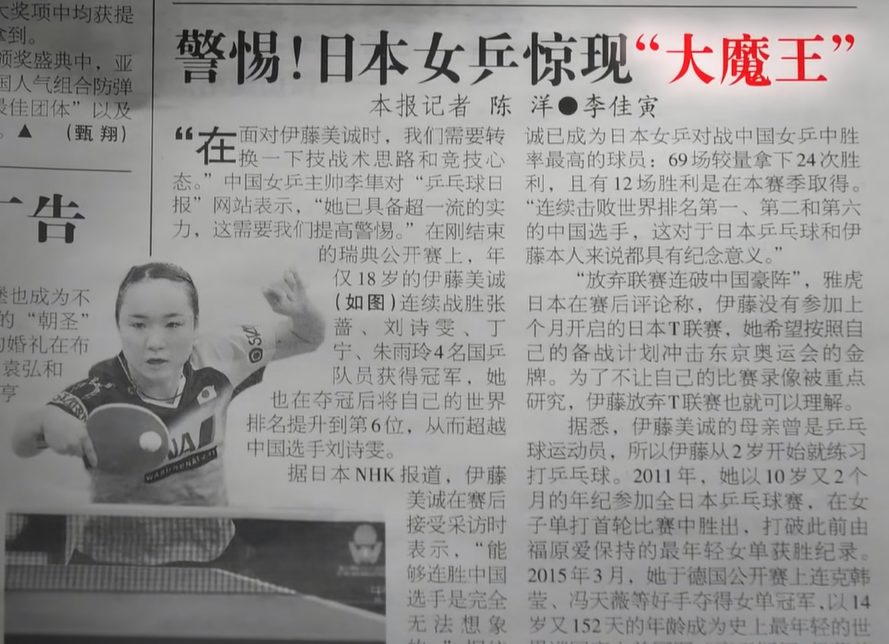 大奖项中均获提
拿到。
颁奖盛典中，亚
国人气组合防弹
最佳团体”以及
。▲ （甄 翔）
广告
堡也成为不
的“朝圣”
的婚礼在布
袁弘和
亨
警惕！日本女乒惊现“大魔王”
本报记者 陈 洋●李佳寅
“在面对伊藤美诚时，我们需要转
换一下技战术思路和竞技心
态。”中国女乒主帅李隼对“乒乓球日
报”网站表示，“她已具备超一流的实
力，这需要我们提高警惕。”在刚结束
的瑞典公开赛上，年
仅18岁的伊藤美诚
（如图）连续战胜张
蔷、刘诗雯、丁
宁、朱雨玲4名国乒
队员获得冠军，她
也在夺冠后将自己的世界
排名提升到第6位，从而超越
中国选手刘诗雯。
据日本NHK报道，伊藤
美诚在赛后
接受采访时
表示，“能
够连胜中国
选手是完全
无法想象
诚已成为日本女乒对战中国女乒中胜
率最高的球员：69场较量拿下24次胜
利，且有12场胜利是在本赛季取得。
“连续击败世界排名第一、第二和第六
的中国选手，这对于日本乒乓球和伊
藤本人来说都具有纪念意义。”
“放弃联赛连破中国豪阵”，雅虎
日本在赛后评论称，伊藤没有参加上
个月开启的日本T联赛，她希望按照自
己的备战计划冲击东京奥运会的金
牌。为了不让自己的比赛录像被重点
研究，伊藤放弃T联赛也就可以理解。
据悉，伊藤美诚的母亲曾是乒乓
球运动员，所以伊藤从2岁开始就练习
打乒乓球。2011年，她以10岁又2个
月的年纪参加全日本乒乓球赛，在女
子单打首轮比赛中胜出，打破此前由
福原爱保持的最年轻女单获胜纪录。
2015年3月，她于德国公开赛上连克韩
莹、冯天薇等好手夺得女单冠军，以14
岁又152天的年龄成为史上最年轻的世